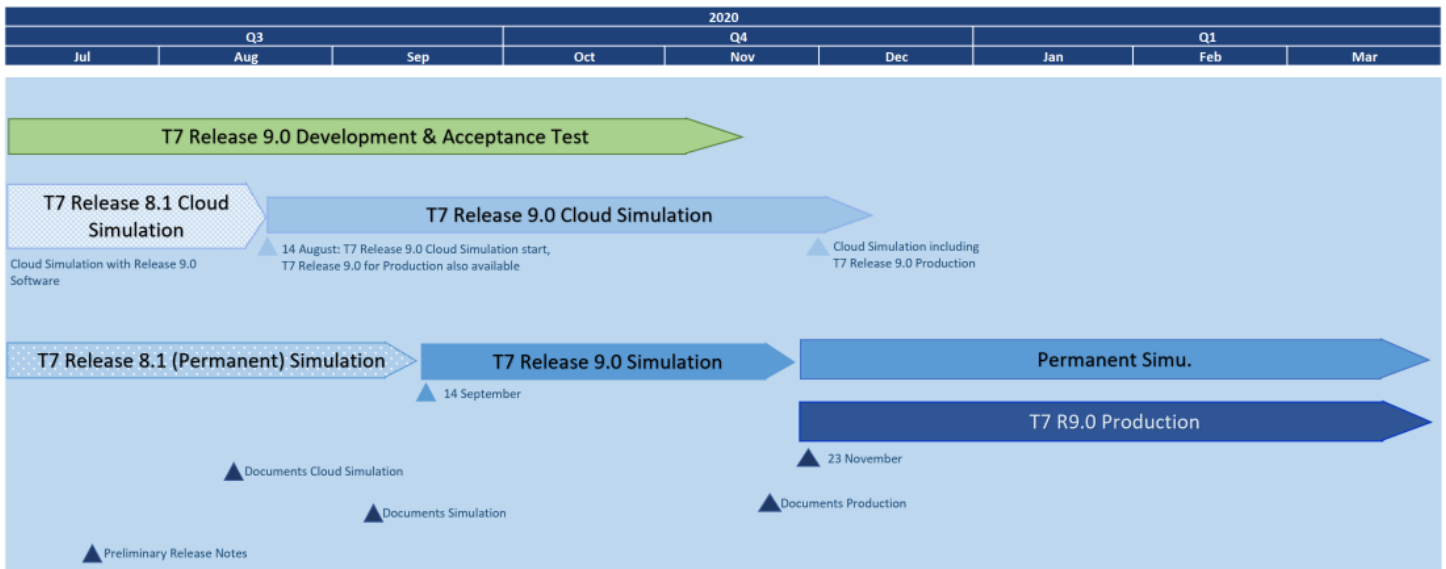 2020
Q3 Q4 Q1
Jul Aug Sep Oct Nov Dec Jan Feb Mar
T7 Release 9.0 Development & Acceptance Test
T7 Release 8.1 Cloud
Simulation
T7 Release 9.0 Cloud Simulation
Cloud Simulation with Release 9.0
Software
14 August: T7 Release 9.0 Cloud Simulation start,
T7 Release 9.0 for Production also available
Cloud Simulation including
T7 Release 9.0 Production
T7 Release 8.1 (Permanent) Simulation
T7 Release 9.0 Simulation
Permanent Simu.
14 September
T7 R9.0 Production
23 November
Documents Cloud Simulation
Documents Production
Documents Simulation
Preliminary Release Notes